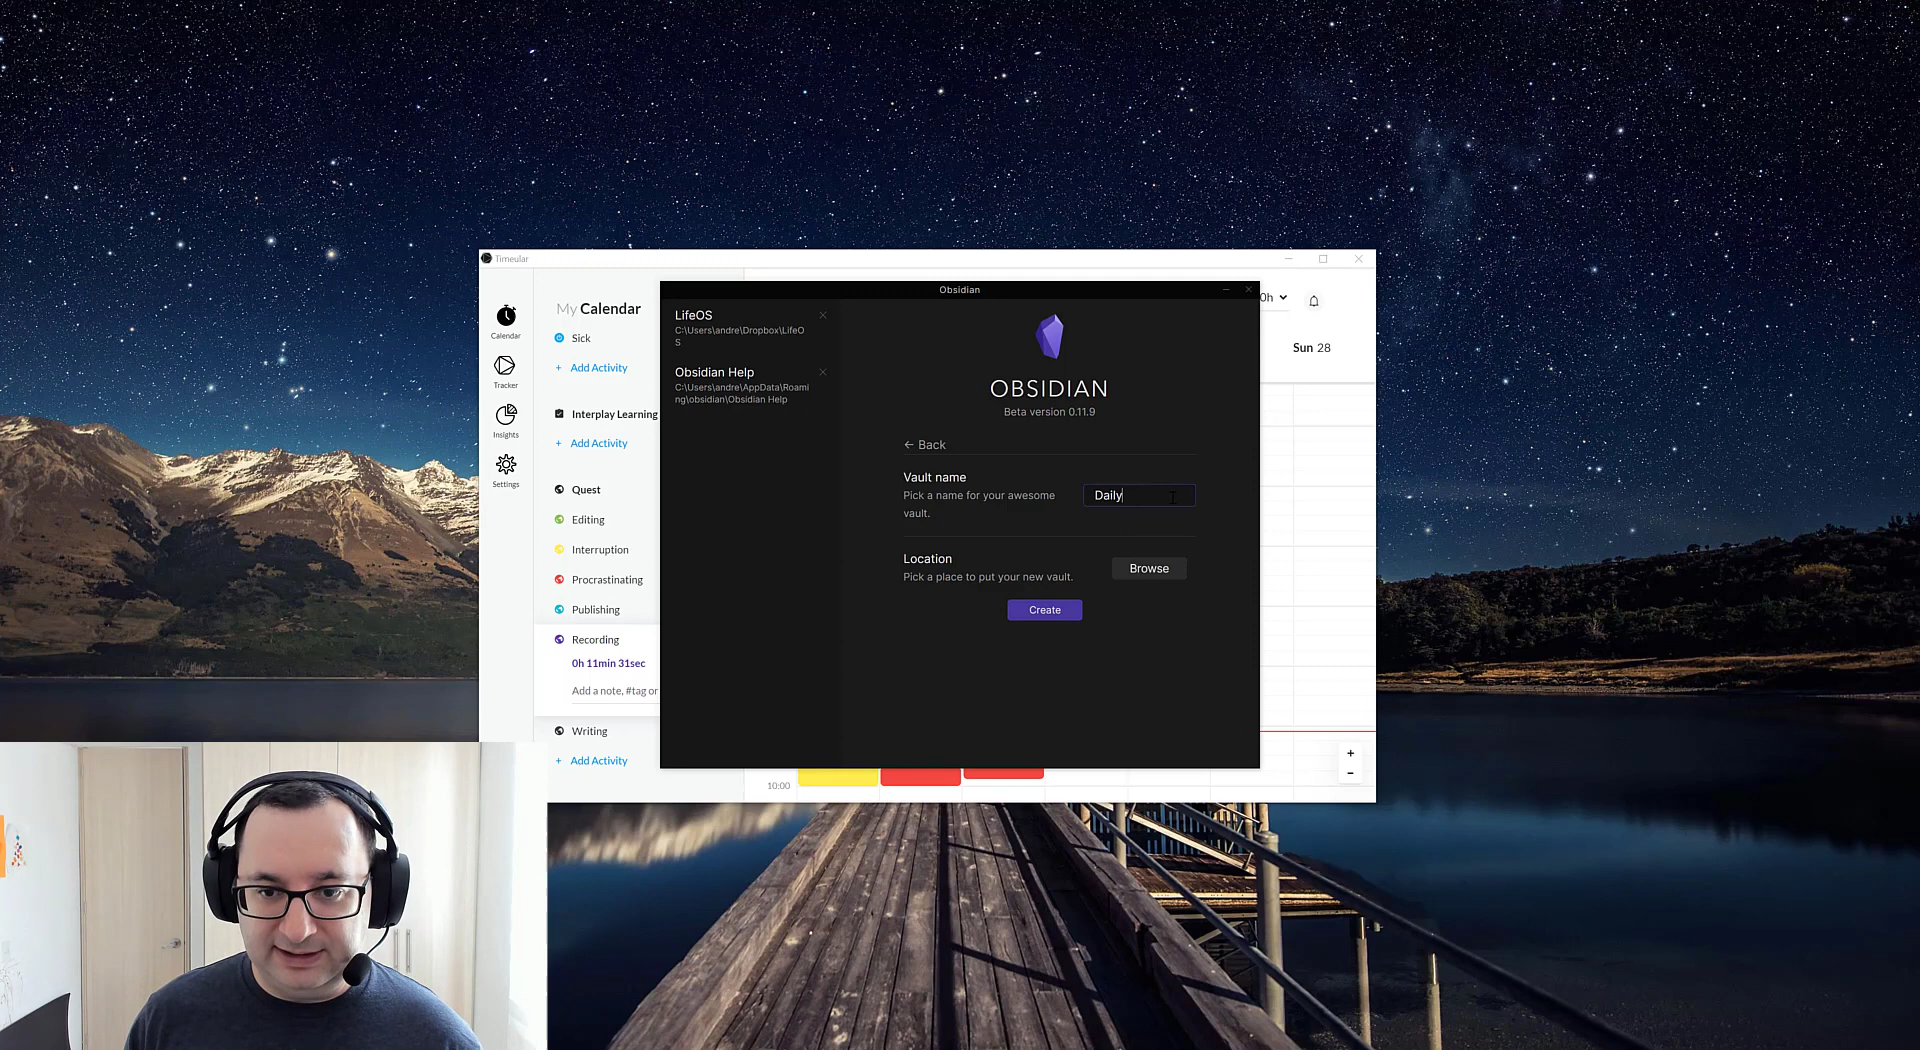 Timeular
My Calendar
Sick
+ Add Activity
Interplay Learning
+ Add Activity
Quest
Editing
Interruption
Procrastinating
Publishing
Recording
0h 11min 31sec
Add a note, #tag or
Writing
+ Add Activity
Calendar
Tracker
Insights
Settings
Obsidian
LifeOS
C:\Users\andre\Dropbox\LifeO
S
Obsidian Help
C:\Users\andre\AppData\Roami
ng\obsidian\Obsidian Help
OBSIDIAN
Beta version 0.11.9
← Back
Vault name
Pick a name for your awesome
vault.
Daily
Location
Pick a place to put your new vault.
Browse
Create
0h
Sun 28
+
-
10:00